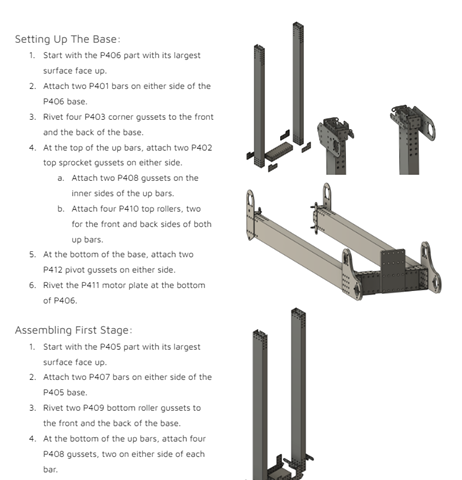 Setting Up The Base:
1. Start with the P406 part with its largest
surface face up.
2. Attach two P401 bars on either side of the
P406 base.
3. Rivet four P403 corner gussets to the front
and the back of the base.
4. At the top of the up bars, attach two P402
top sprocket gussets on either side.
a. Attach two P408 gussets on the
inner sides of the up bars.
b. Attach four P410 top rollers, two
for the front and back sides of both
up bars.
5. At the bottom of the base, attach two
P412 pivot gussets on either side.
6. Rivet the P411 motor plate at the bottom
of P406.
Assembling First Stage:
1. Start with the P405 part with its largest
surface face up.
2. Attach two P407 bars on either side of the
P405 base.
3. Rivet two P409 bottom roller gussets to
the front and the back of the base.
4. At the bottom of the up bars, attach four
P408 gussets, two on either side of each
bar.